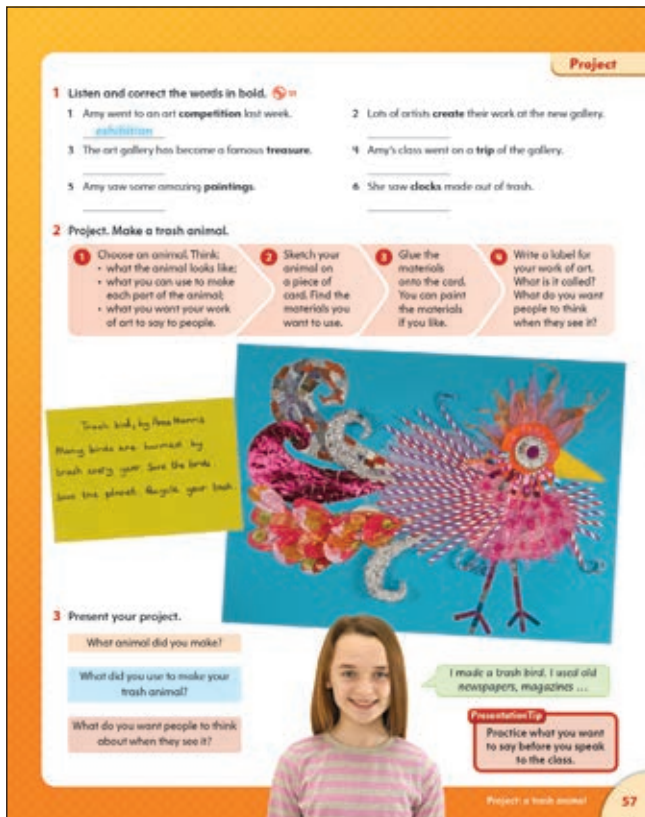 Project
1 Listen and correct the words in bold.
1 Amy went to an art competition last week.
exhibition
2 Lots of artists create their work at the new gallery.
3 The art gallery has become a famous treasure.
4 Amy's class went on a trip of the gallery.
5 Amy saw some amazing paintings.
6 She saw clocks made out of trash.
2 Project. Make a trash animal.
1 Choose an animal. Think:
• what the animal looks like;
• what you can use to make
each part of the animal;
• what you want your work
of art to say to people.
2 Sketch your
animal on
a piece of
card. Find the
materials you
want to use.
3 Glue the
materials
onto the card.
You can paint
the materials
if you like.
4 Write a label for
your work of art.
What is it called?
What do you want
people to think
when they see it?
Trash bird, by Anna
Many birds are harmed by
trash every year. Save the birds.
Save the planet. Recycle your trash.
3 Present your project.
What animal did you make?
What did you use to make your
trash animal?
What do you want people to think
about when they see it?
I made a trash bird. I used old
newspapers, magazines ...
Presentation Tip
Practice what you want
to say before you speak
to the class.
Project: a trash animal
57